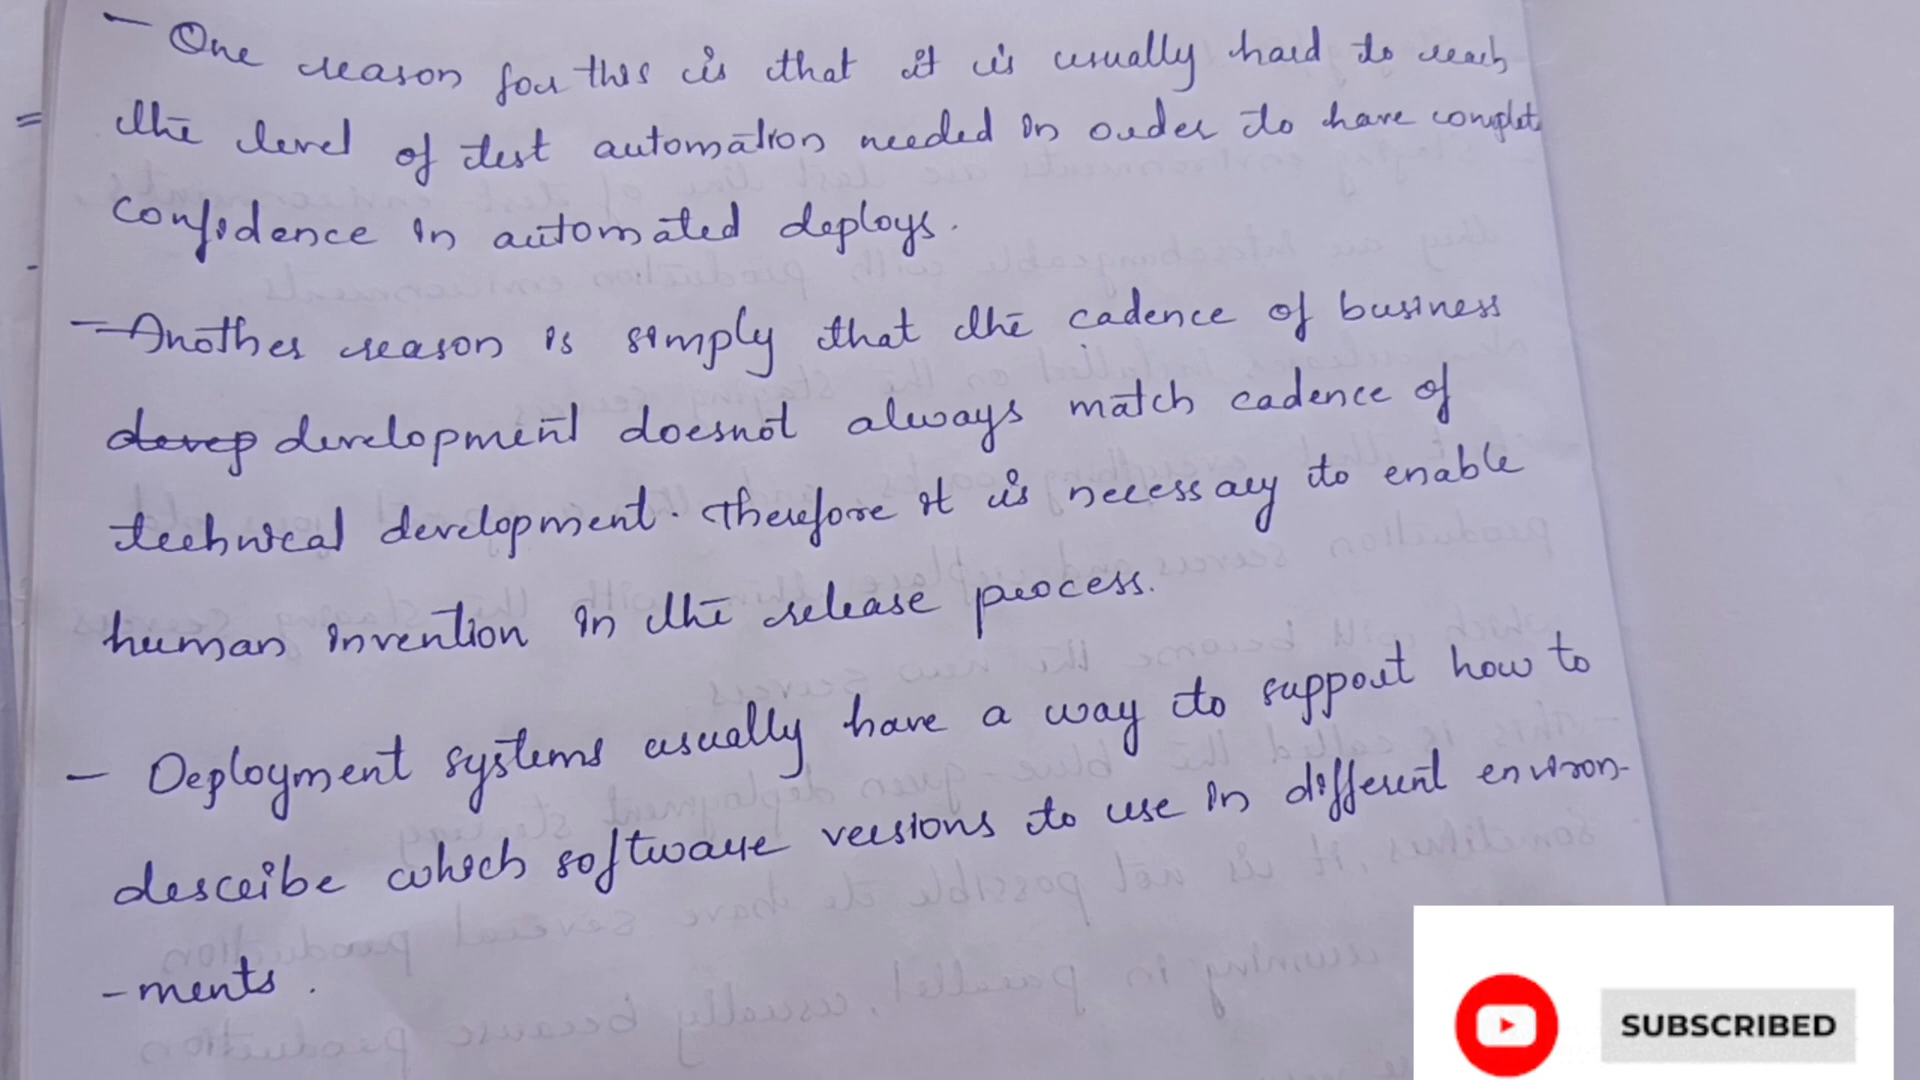 - One reason for this is that it is usually hard to reach
the level of test automation needed in order to have complet
confidence in automated deploys.
- Another reason is simply that the cadence of business
devep development doesnot always match cadence of
technical development. Therefore it is necessary to enable
human invention in the release process.
- Deployment systems usually have a way to support how to
describe which software versions to use in different environ-
-ments.
SUBSCRIBED